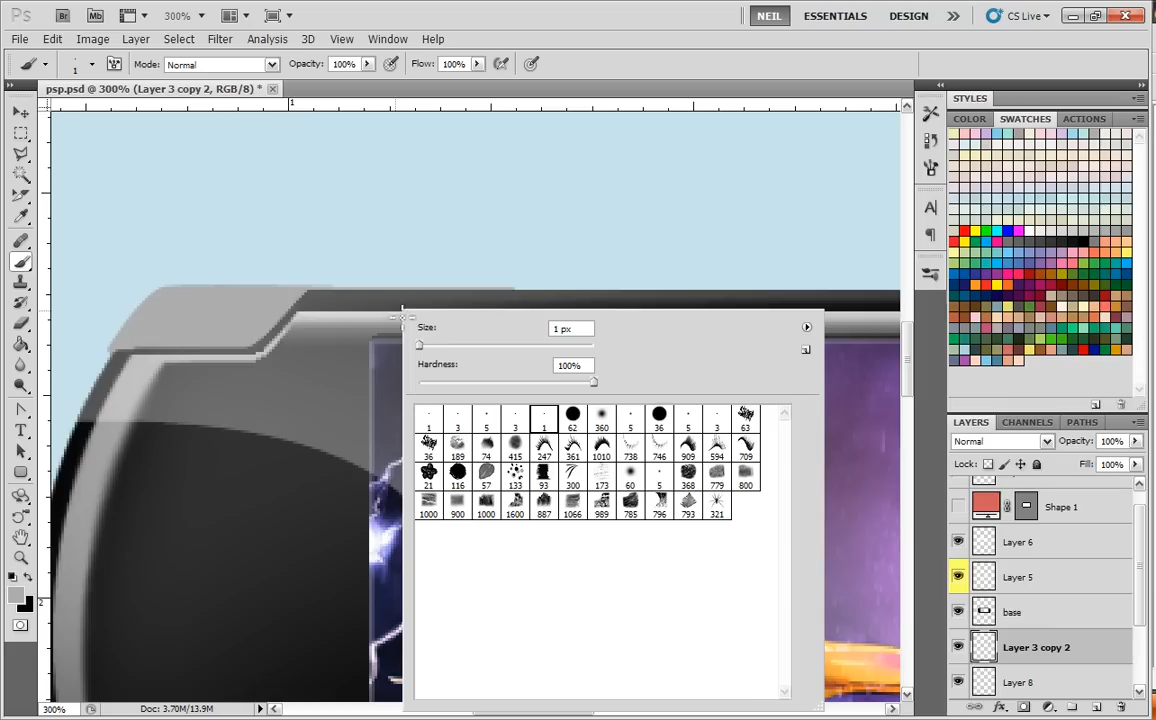 Ps Br Mb 300% NEIL ESSENTIALS DESIGN CS Live
File Edit Image Layer Select Filter Analysis 3D View Window Help
1 Mode: Normal Opacity: 100% Flow: 100%
psp.psd @ 300% (Layer 3 copy 2, RGB/8) *
STYLES
COLOR SWATCHES ACTIONS
1
Size: 1 px
Hardness: 100%
1 3 5 3 1 62 360 5 36 5 3 63
36 189 74 415 247 361 1010 738 746 909 594 709
21 116 57 133 93 300 173 60 5 368 779 800
1000 900 1000 1600 887 1066 989 785 796 793 321
LAYERS CHANNELS PATHS
Normal Opacity: 100%
Lock: Fill: 100%
Shape 1
Layer 6
Layer 5
base
Layer 3 copy 2
Layer 8
2
300% Doc: 3.70M/13.9M